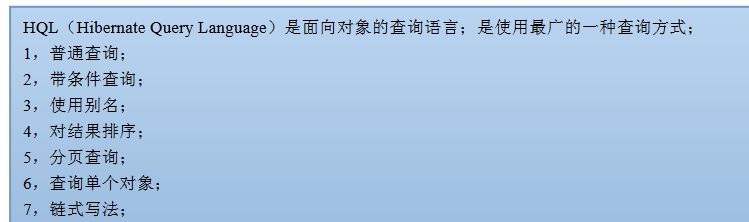 HQL（Hibernate Query Language）是面向对象的查询语言；是使用最广的一种查询方式；
1，普通查询；
2，带条件查询；
3，使用别名；
4，对结果排序；
5，分页查询；
6，查询单个对象；
7，链式写法；